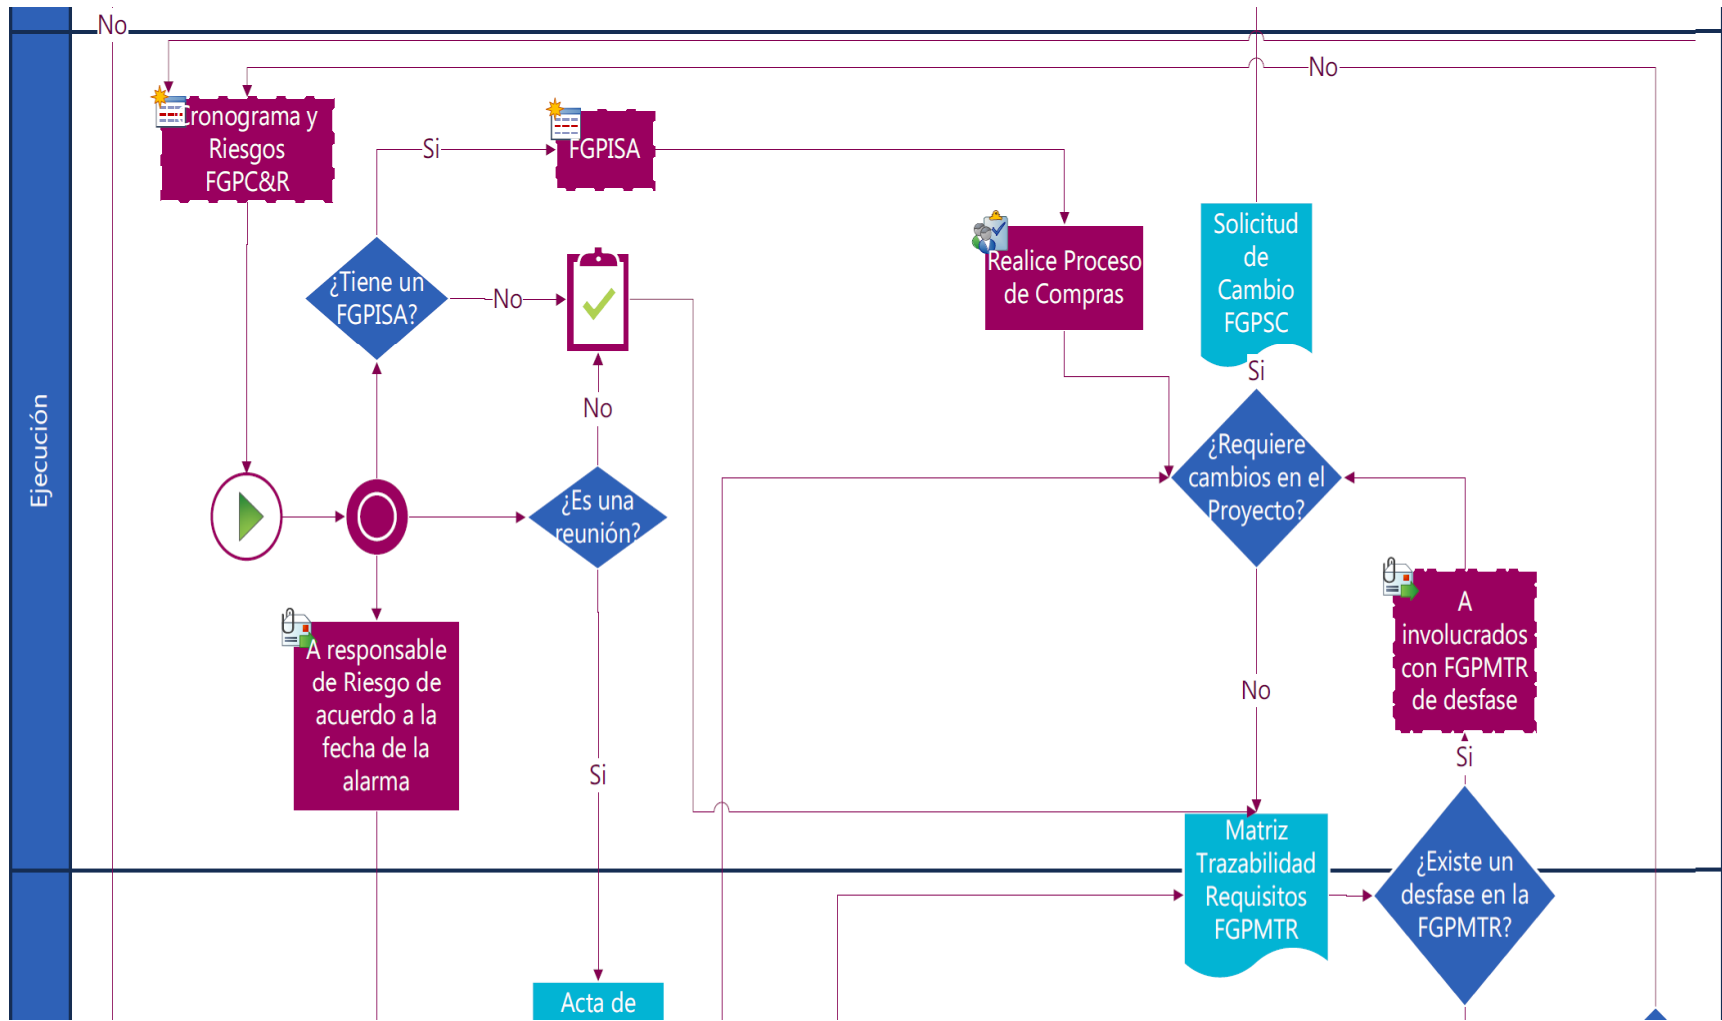 No
No
Cronograma y
Riesgos
FGPC&R
Si
FGPISA
¿Tiene un
FGPISA?
No
Realice Proceso
de Compras
Solicitud
de
Cambio
FGPSC
Si
No
¿Requiere
cambios en el
Proyecto?
Ejecución
¿Es una
reunión?
A
involucrados
con FGPMTR
de desfase
A responsable
de Riesgo de
acuerdo a la
fecha de la
alarma
No
Si
Si
Matriz
Trazabilidad
Requisitos
FGPMTR
¿Existe un
desfase en la
FGPMTR?
Acta de